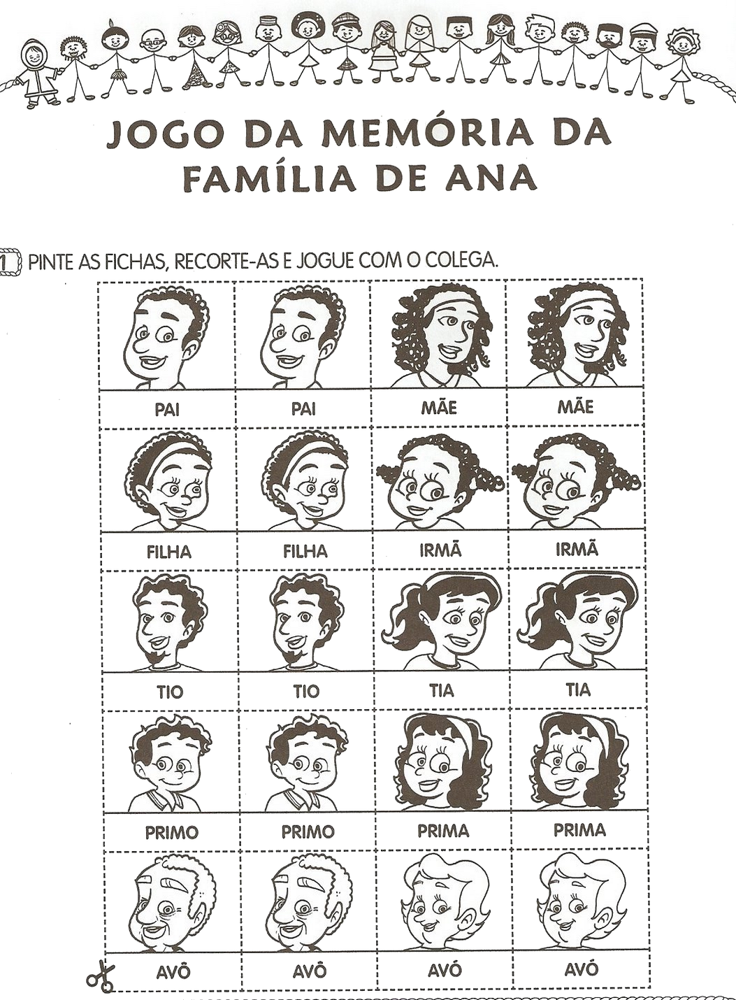 JOGO DA MEMÓRIA DA
FAMÍLIA DE ANA
1 PINTE AS FICHAS, RECORTE-AS E JOGUE COM O COLEGA.
PAI PAI MÃE MÃE
FILHA FILHA IRMÃ IRMÃ
TIO TIO TIA TIA
PRIMO PRIMO PRIMA PRIMA
AVÔ AVÔ AVÓ AVÓ